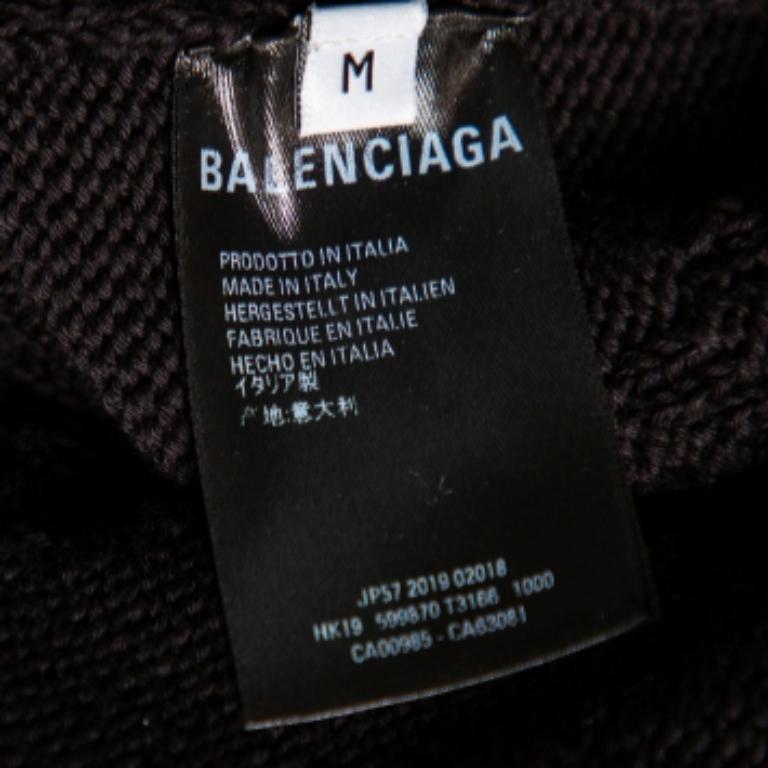 M
BALENCIAGA
PRODOTTO IN ITALIA
MADE IN ITALY
HERGESTELLT IN ITALIEN
FABRIQUE EN ITALIE
HECHO EN ITALIA
イタリア製
产地:意大利
JP57 2019 02018
HK19 599870 T3166 1000
CA00985 - CA63081